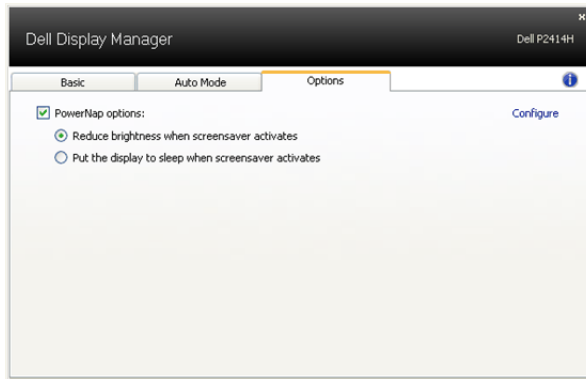 Dell Display Manager
Dell P2414H
Basic
Auto Mode
Options
PowerNap options:
Configure
Reduce brightness when screensaver activates
Put the display to sleep when screensaver activates